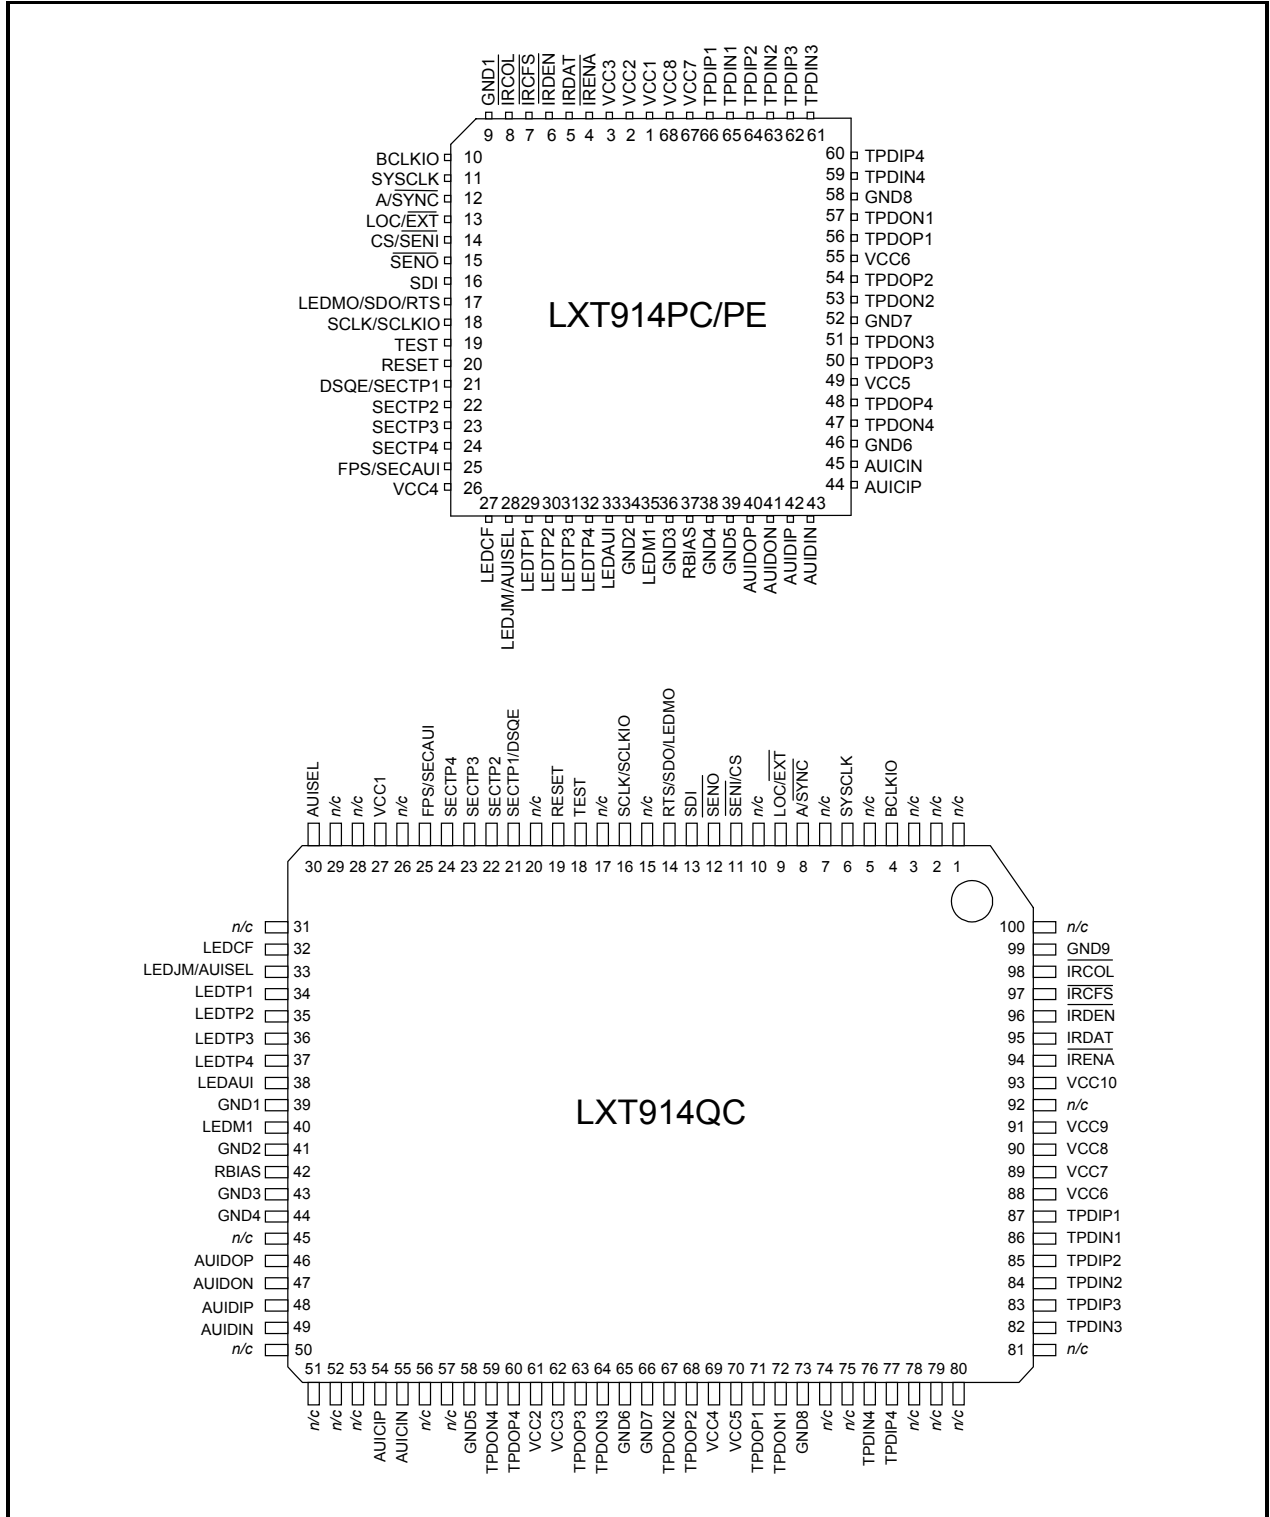 GND1 IRCOL IRCFS IRDEN IRDAT IRENA VCC3 VCC2 VCC1 VCC8 VCC7 TPDIP1 TPDIN1 TPDIP2 TPDIN2 TPDIP3 TPDIN3
9 8 7 6 5 4 3 2 1 68 67 66 65 64 63 62 61
BCLKIO 10
SYSCLK 11
A/SYNC 12
LOC/EXT 13
CS/SENI 14
SENO 15
SDI 16
LEDMO/SDO/RTS 17
SCLK/SCLKIO 18
TEST 19
RESET 20
DSQE/SECTP1 21
SECTP2 22
SECTP3 23
SECTP4 24
FPS/SECAUI 25
VCC4 26
LXT914PC/PE
60 TPDIP4
59 TPDIN4
58 GND8
57 TPDON1
56 TPDOP1
55 VCC6
54 TPDOP2
53 TPDON2
52 GND7
51 TPDON3
50 TPDOP3
49 VCC5
48 TPDOP4
47 TPDON4
46 GND6
45 AUICIN
44 AUICIP
27 28 29 30 31 32 33 34 35 36 37 38 39 40 41 42 43
LEDCF LEDJM/AUISEL LEDTP1 LEDTP2 LEDTP3 LEDTP4 LEDAUI GND2 LEDM1 GND3 RBIAS GND4 GND5 AUIDOP AUIDON AUIDIP AUIDIN
AUISEL n/c n/c VCC1 n/c FPS/SECAUI SECTP4 SECTP3 SECTP2 SECTP1/DSQE n/c RESET TEST n/c SCLK/SCLKIO n/c RTS/SDO/LEDMO SDI SENO SENI/CS n/c LOC/EXT A/SYNC n/c SYSCLK n/c BCLKIO n/c n/c n/c
30 29 28 27 26 25 24 23 22 21 20 19 18 17 16 15 14 13 12 11 10 9 8 7 6 5 4 3 2 1
n/c 31
LEDCF 32
LEDJM/AUISEL 33
LEDTP1 34
LEDTP2 35
LEDTP3 36
LEDTP4 37
LEDAUI 38
GND1 39
LEDM1 40
GND2 41
RBIAS 42
GND3 43
GND4 44
n/c 45
AUIDOP 46
AUIDON 47
AUIDIP 48
AUIDIN 49
n/c 50
LXT914QC
100 n/c
99 GND9
98 IRCOL
97 IRCFS
96 IRDEN
95 IRDAT
94 IRENA
93 VCC10
92 n/c
91 VCC9
90 VCC8
89 VCC7
88 VCC6
87 TPDIP1
86 TPDIN1
85 TPDIP2
84 TPDIN2
83 TPDIP3
82 TPDIN3
81 n/c
51 52 53 54 55 56 57 58 59 60 61 62 63 64 65 66 67 68 69 70 71 72 73 74 75 76 77 78 79 80
n/c n/c n/c AUICIP AUICIN n/c n/c GND5 TPDON4 TPDOP4 VCC2 VCC3 TPDOP3 TPDON3 GND6 GND7 TPDON2 TPDOP2 VCC4 VCC5 TPDOP1 TPDON1 GND8 n/c n/c TPDIN4 TPDIP4 n/c n/c n/c